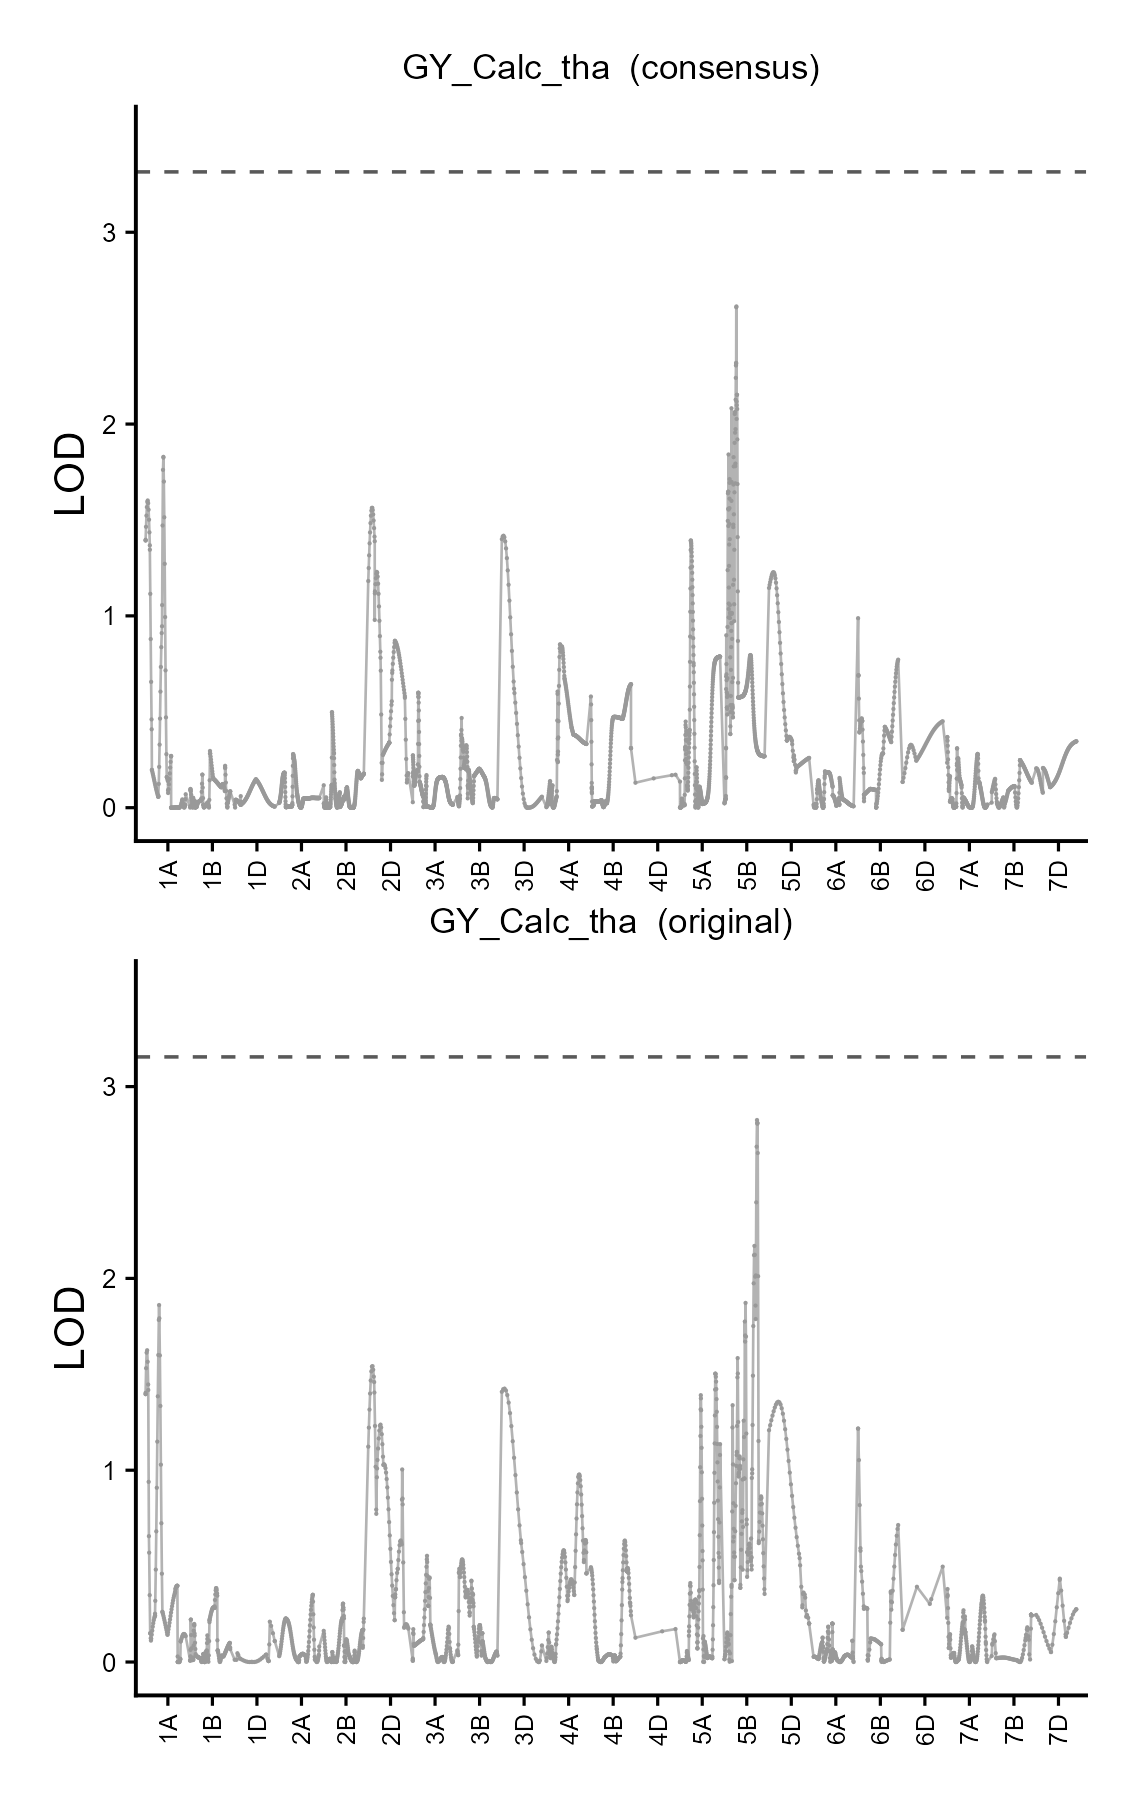 GY_Calc_tha (consensus)
3
2
1
0
LOD
1A 1B 1D 2A 2B 2D 3A 3B 3D 4A 4B 4D 5A 5B 5D 6A 6B 6D 7A 7B 7D
GY_Calc_tha (original)
3
2
1
0
LOD
1A 1B 1D 2A 2B 2D 3A 3B 3D 4A 4B 4D 5A 5B 5D 6A 6B 6D 7A 7B 7D